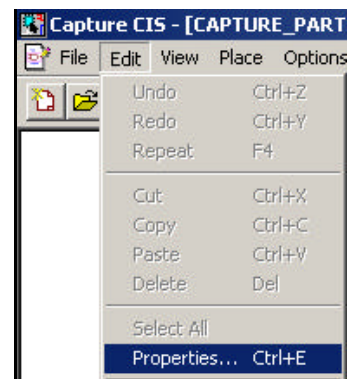 Capture CIS - [CAPTURE_PART
File Edit View Place Options
Undo Ctrl+Z
Redo Ctrl+Y
Repeat F4
Cut Ctrl+X
Copy Ctrl+C
Paste Ctrl+V
Delete Del
Select All
Properties... Ctrl+E